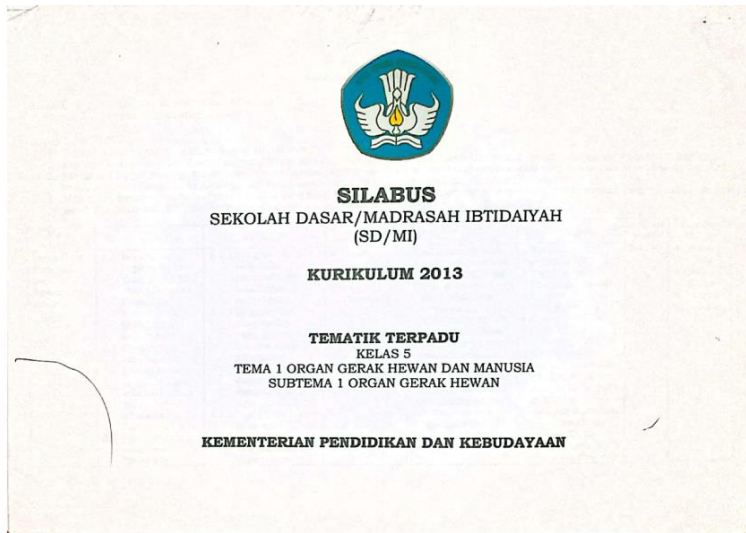 SILABUS
SEKOLAH DASAR/MADRASAH IBTIDAIYAH
(SD/MI)
KURIKULUM 2013
TEMATIK TERPADU
KELAS 5
TEMA 1 ORGAN GERAK HEWAN DAN MANUSIA
SUBTEMA 1 ORGAN GERAK HEWAN
KEMENTERIAN PENDIDIKAN DAN KEBUDAYAAN